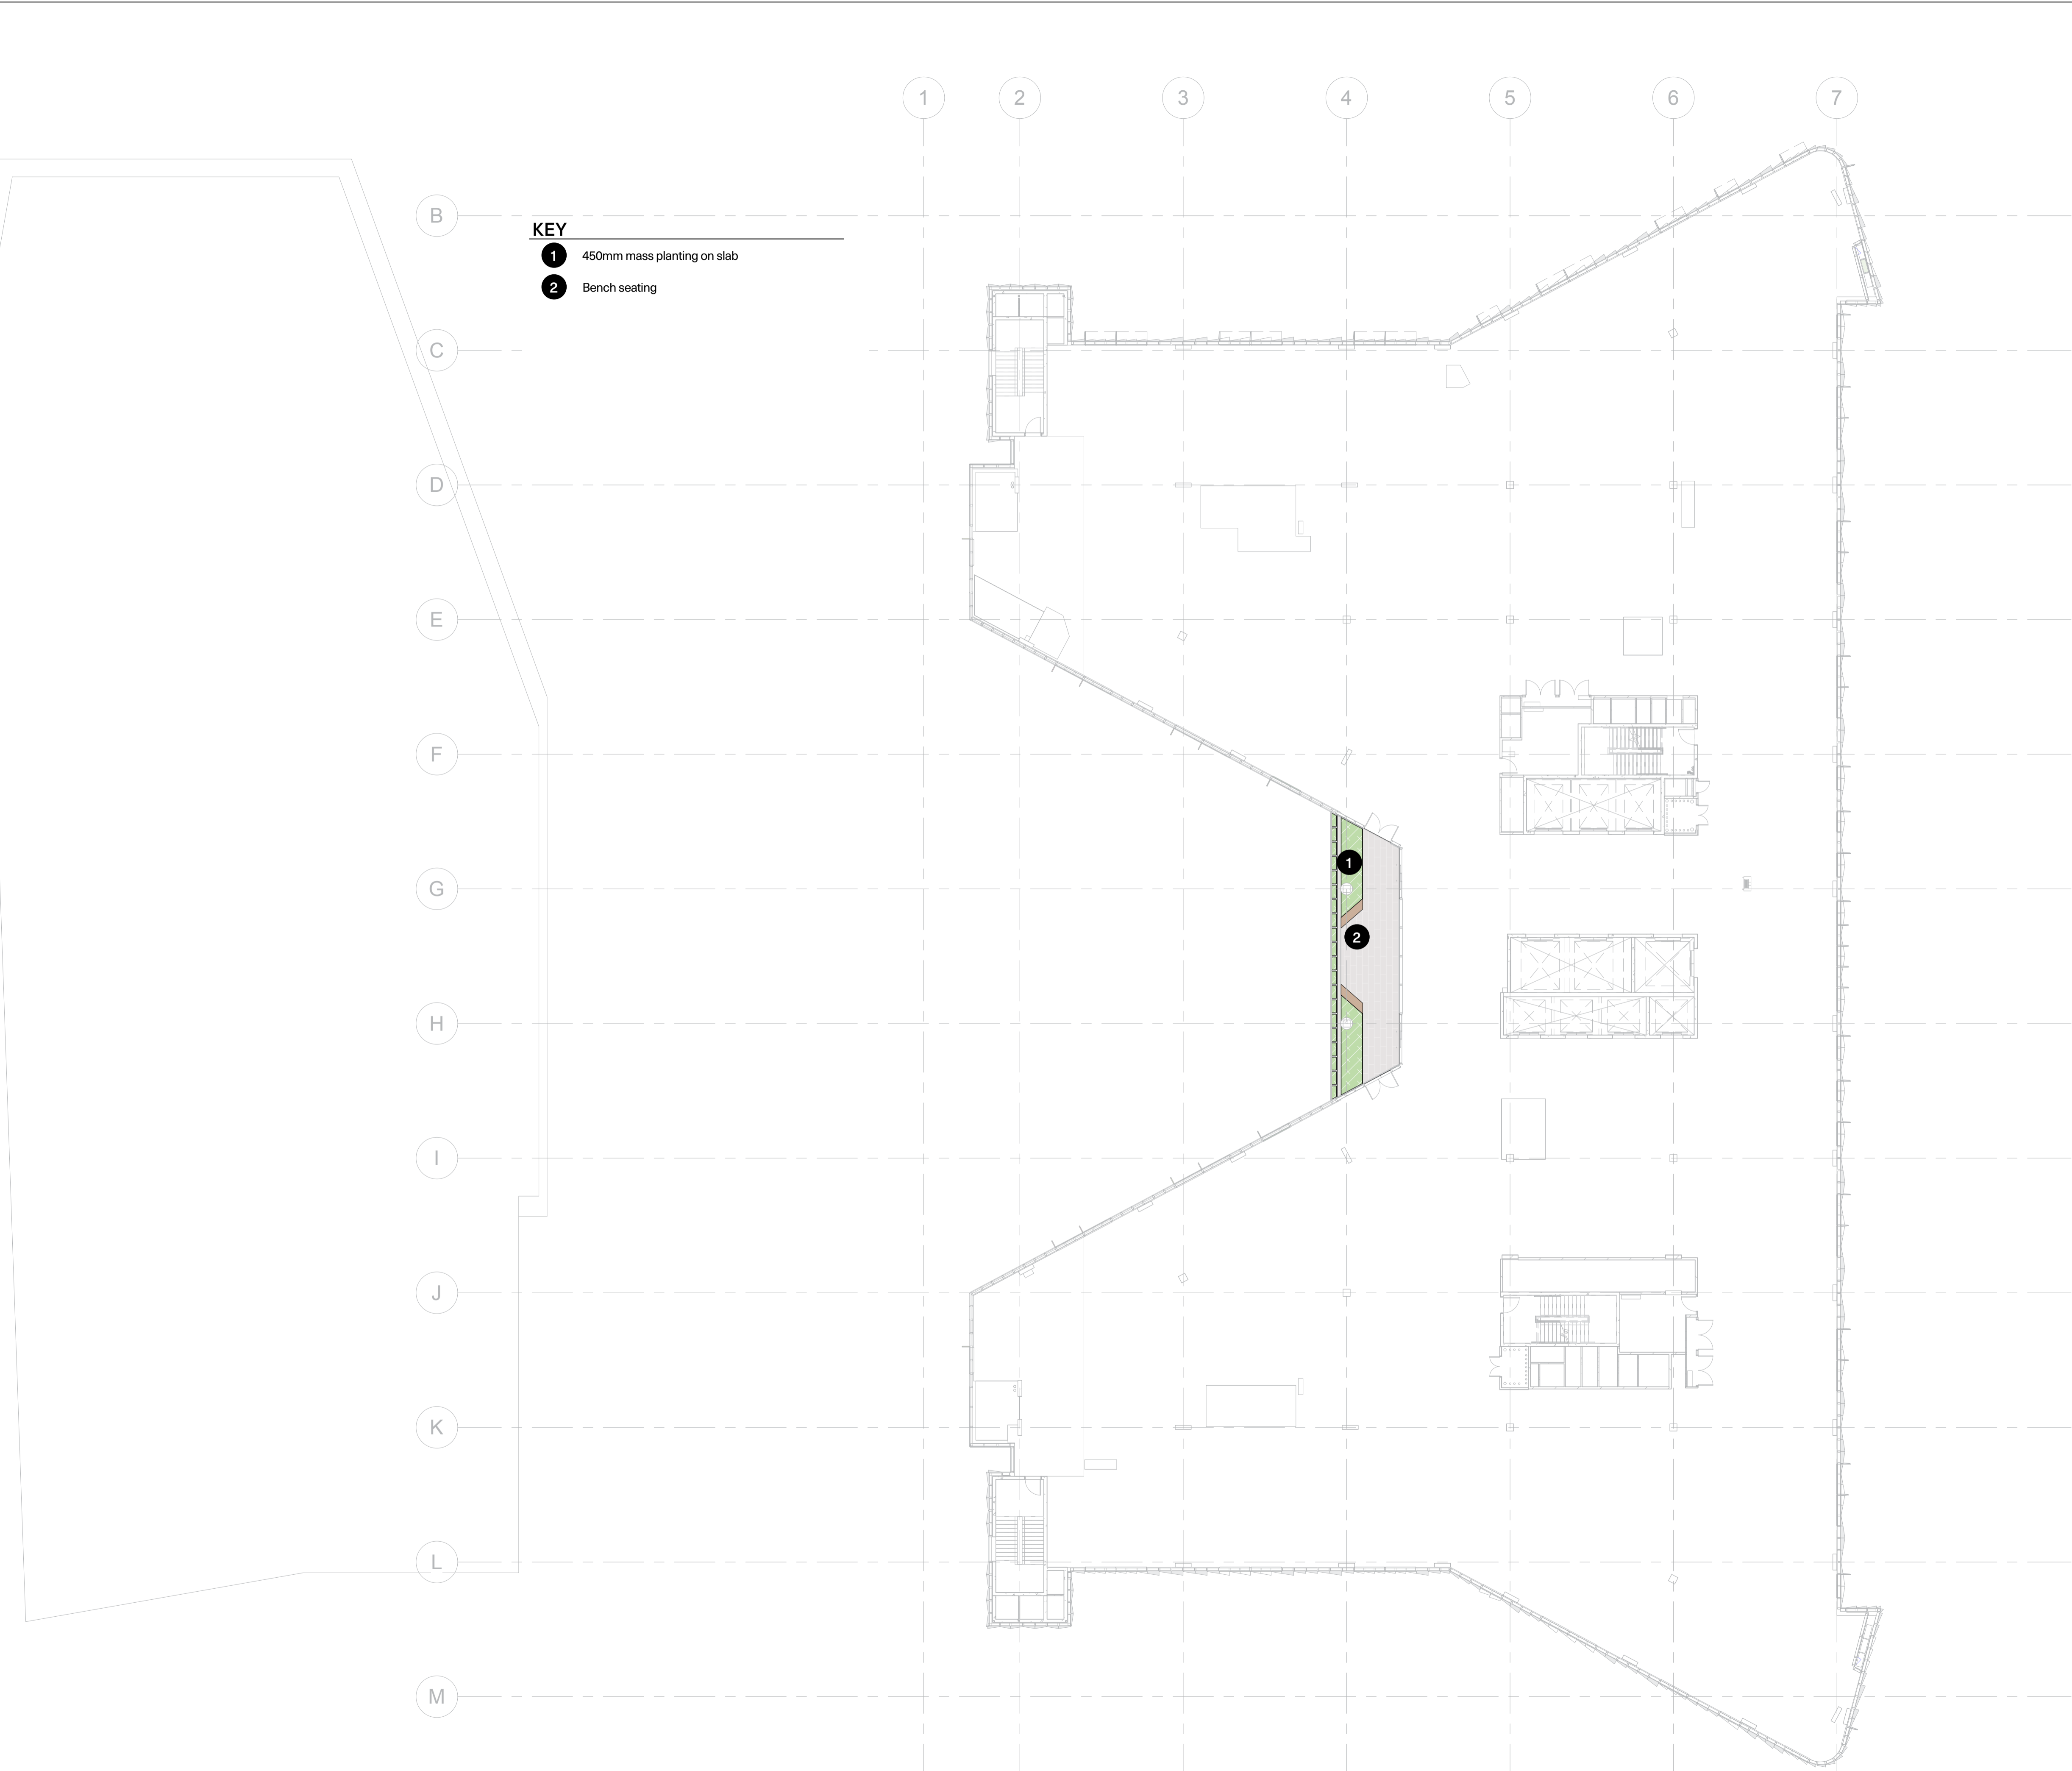 1 2 3 4 5 6 7
B
KEY
1 450mm mass planting on slab
2 Bench seating
C
D
E
F
1
G
2
H
I
J
K
L
M